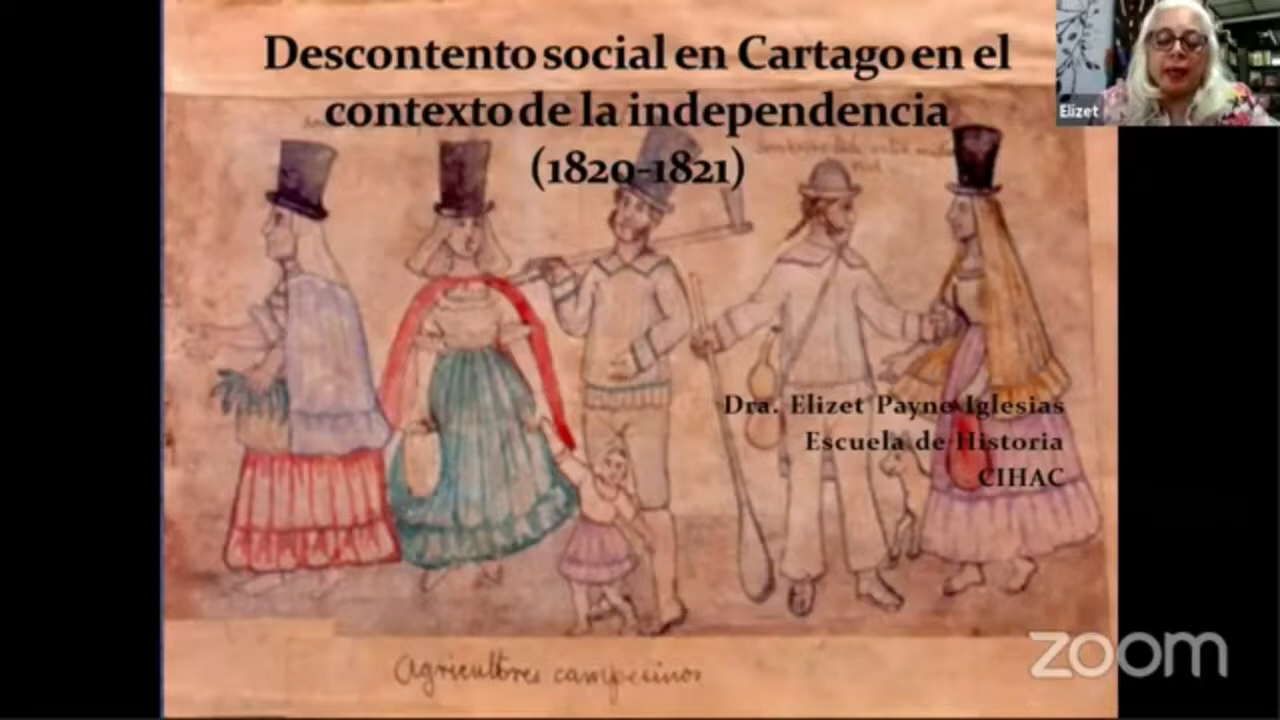 Descontento social en Cartago en el
contexto de la independencia
(1820-1821)
Elizet
Dra. Elizet Payne Iglesias
Escuela de Historia
CIHAC
zoom
Agricultores campesinos